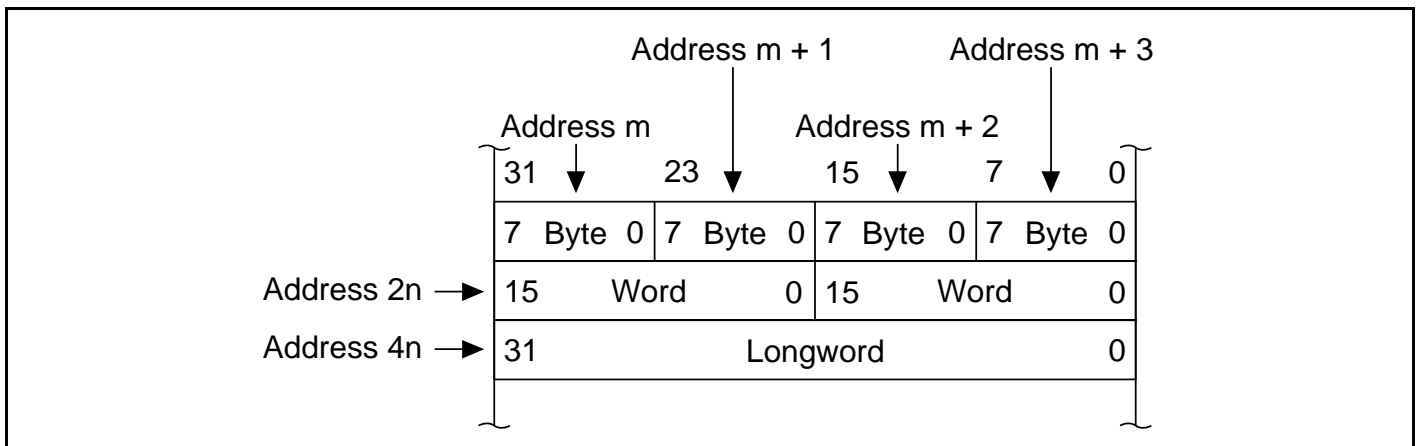 Address m + 1 Address m + 3
Address m Address m + 2
31 23 15 7 0
7 Byte 0 7 Byte 0 7 Byte 0 7 Byte 0
Address 2n 15 Word 0 15 Word 0
Address 4n 31 Longword 0